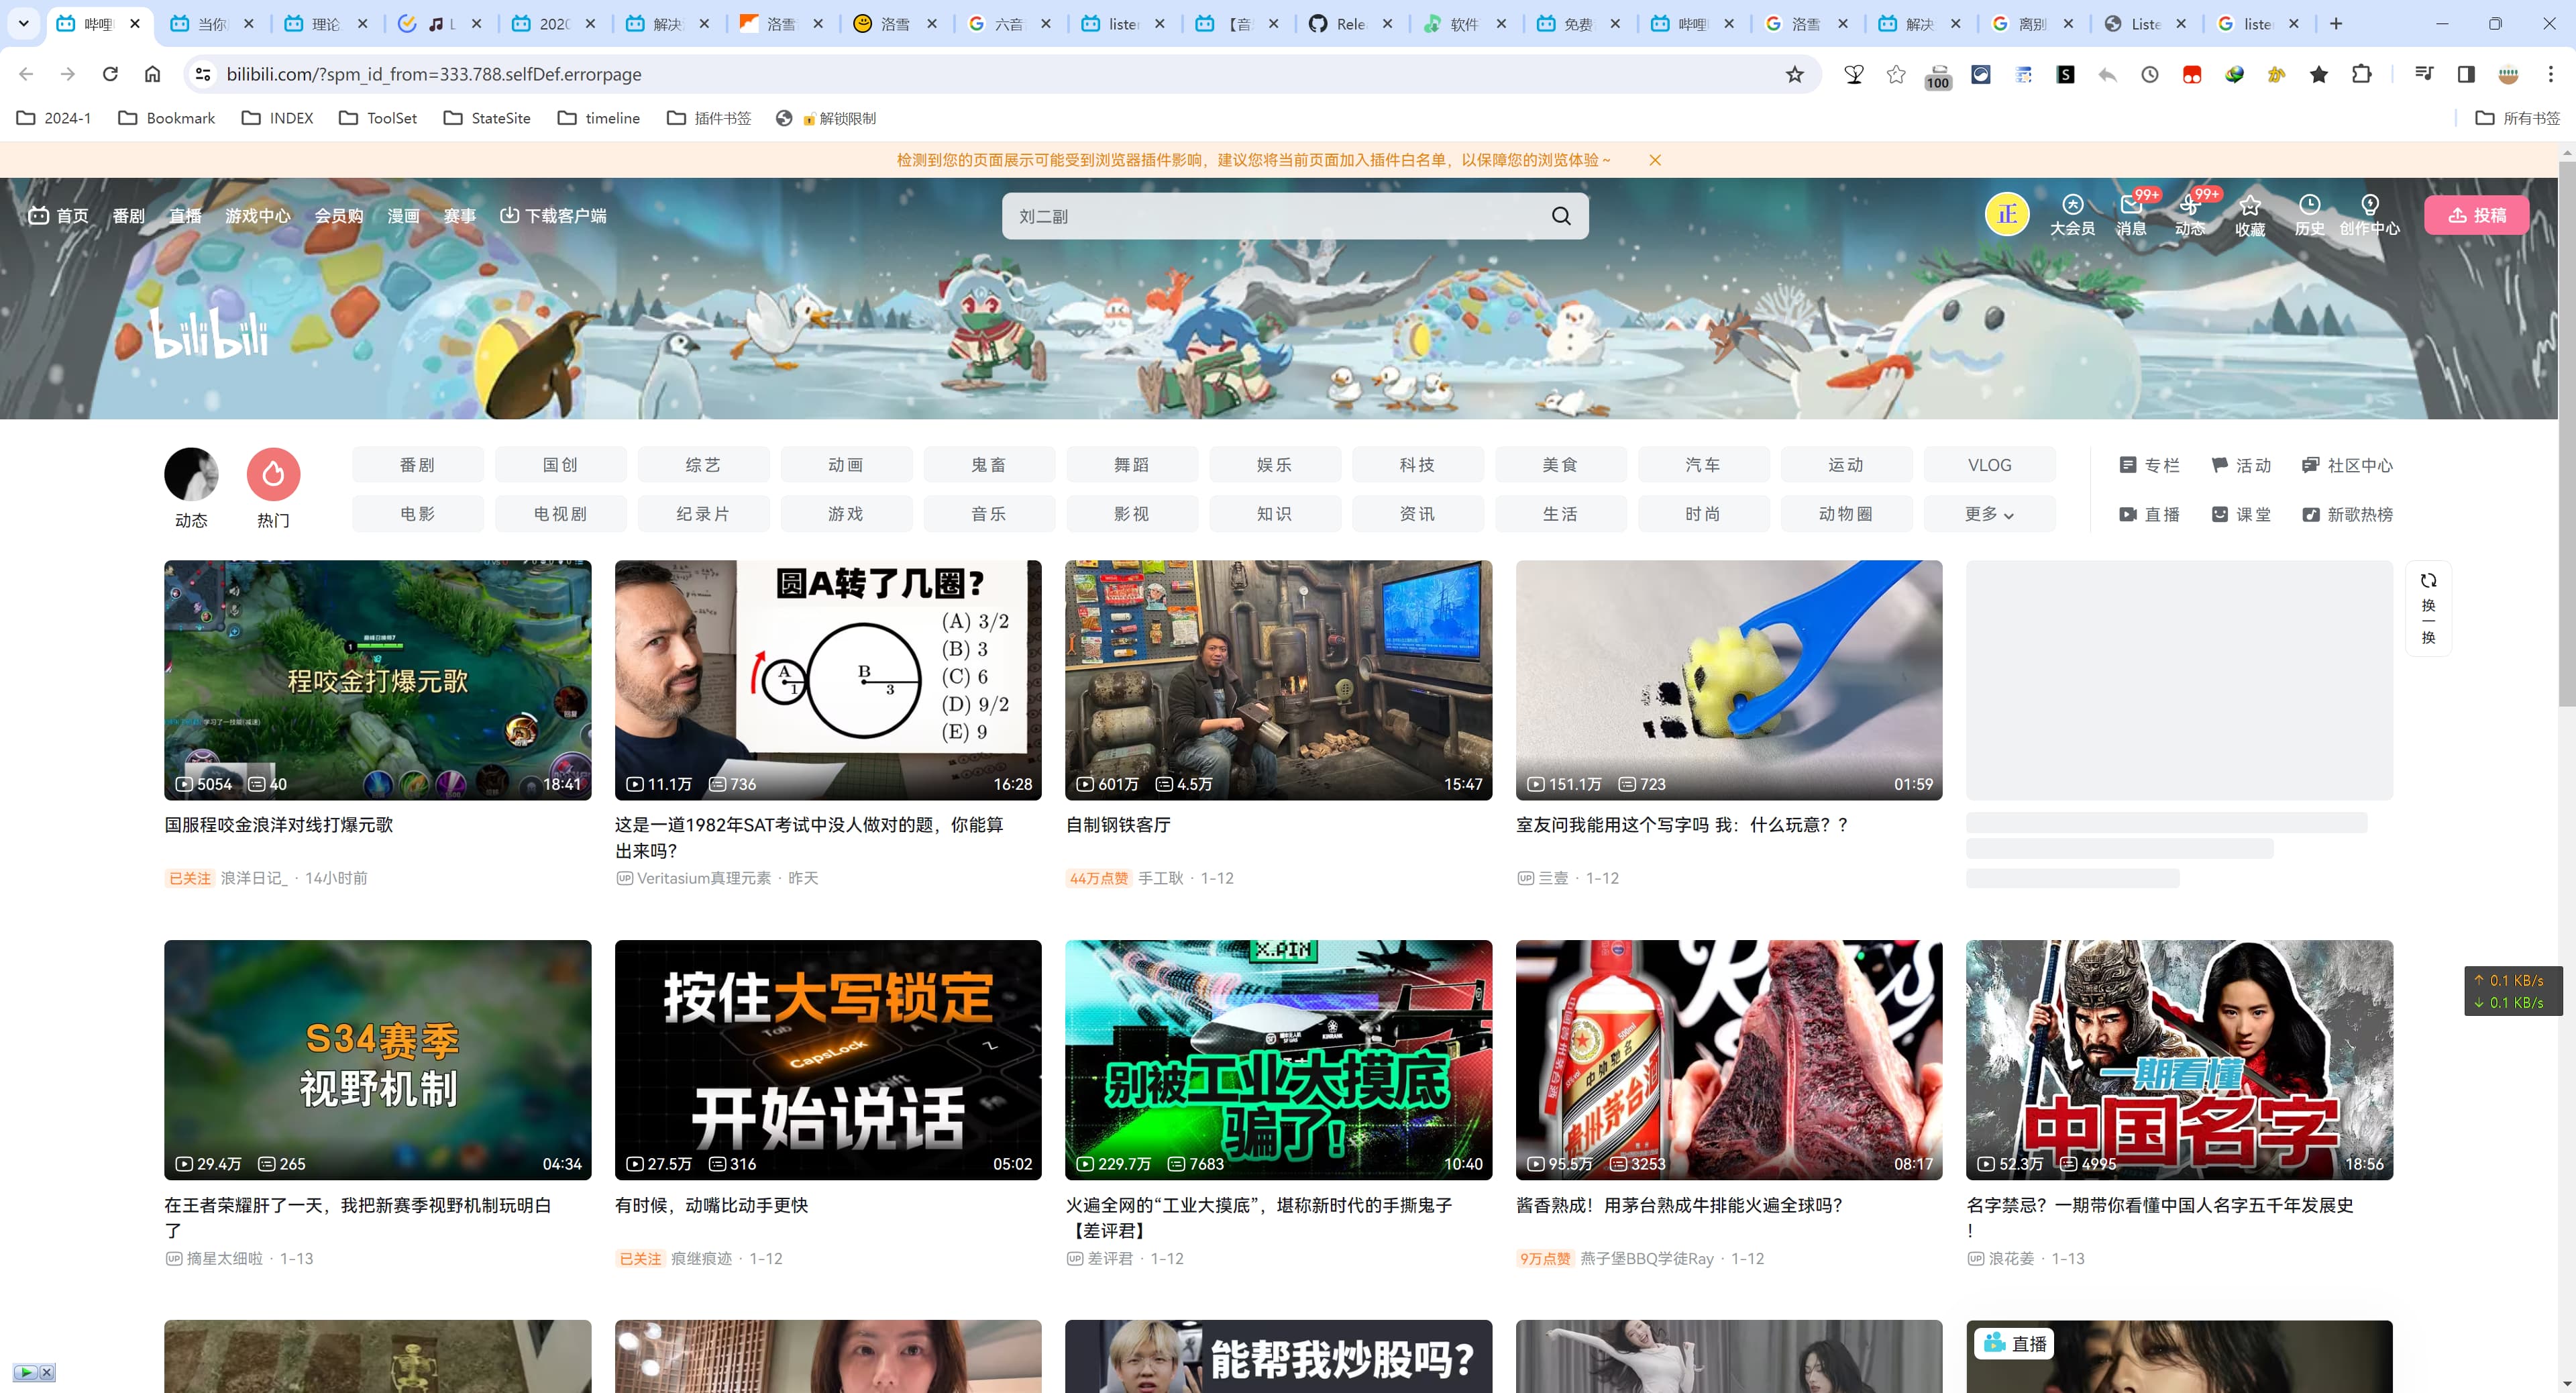 哔哩
当你
理论
L
2020
解决
洛雪
洛雪
六音
liste
【音
Rele
软件
免费
哔哩
洛雪
解决
离别
Liste
liste
bilibili.com/?spm_id_from=333.788.selfDef.errorpage
100
2024-1
Bookmark
INDEX
ToolSet
StateSite
timeline
插件书签
解锁限制
所有书签
检测到您的页面展示可能受到浏览器插件影响，建议您将当前页面加入插件白名单，以保障您的浏览体验～
首页
番剧
直播
游戏中心
会员购
漫画
赛事
下载客户端
刘二副
正
大会员
99+
消息
99+
动态
收藏
历史
创作中心
投稿
bilibili
动态
热门
番剧
国创
综艺
动画
鬼畜
舞蹈
娱乐
科技
美食
汽车
运动
VLOG
专栏
活动
社区中心
电影
电视剧
纪录片
游戏
音乐
影视
知识
资讯
生活
时尚
动物圈
更多
直播
课堂
新歌热榜
程咬金打爆元歌
5054
40
18:41
国服程咬金浪洋对线打爆元歌
已关注 浪洋日记_ · 14小时前
圆A转了几圈？
A
1
B
3
(A) 3/2
(B) 3
(C) 6
(D) 9/2
(E) 9
11.1万
736
16:28
这是一道1982年SAT考试中没人做对的题，你能算
出来吗？
UP Veritasium真理元素 · 昨天
601万
4.5万
15:47
自制钢铁客厅
44万点赞 手工耿 · 1-12
151.1万
723
01:59
室友问我能用这个写字吗 我：什么玩意？？
UP 亖壹 · 1-12
换
一
换
S34赛季
视野机制
29.4万
265
04:34
在王者荣耀肝了一天，我把新赛季视野机制玩明白
了
UP 摘星太细啦 · 1-13
按住大写锁定
Tab
CapsLock
Shift
Z
Fn
开始说话
27.5万
316
05:02
有时候，动嘴比动手更快
已关注 痕继痕迹 · 1-12
X.PIN
别被工业大摸底
骗了！
229.7万
7683
10:40
火遍全网的“工业大摸底”，堪称新时代的手撕鬼子
【差评君】
UP 差评君 · 1-12
贵州茅台酒
95.5万
3253
08:17
酱香熟成！用茅台熟成牛排能火遍全球吗？
9万点赞 燕子堡BBQ学徒Ray · 1-12
一期看懂
中国名字
52.3万
4995
18:56
名字禁忌？一期带你看懂中国人名字五千年发展史
！
UP 浪花姜 · 1-13
↑ 0.1 KB/s
↓ 0.1 KB/s
能帮我炒股吗？
直播